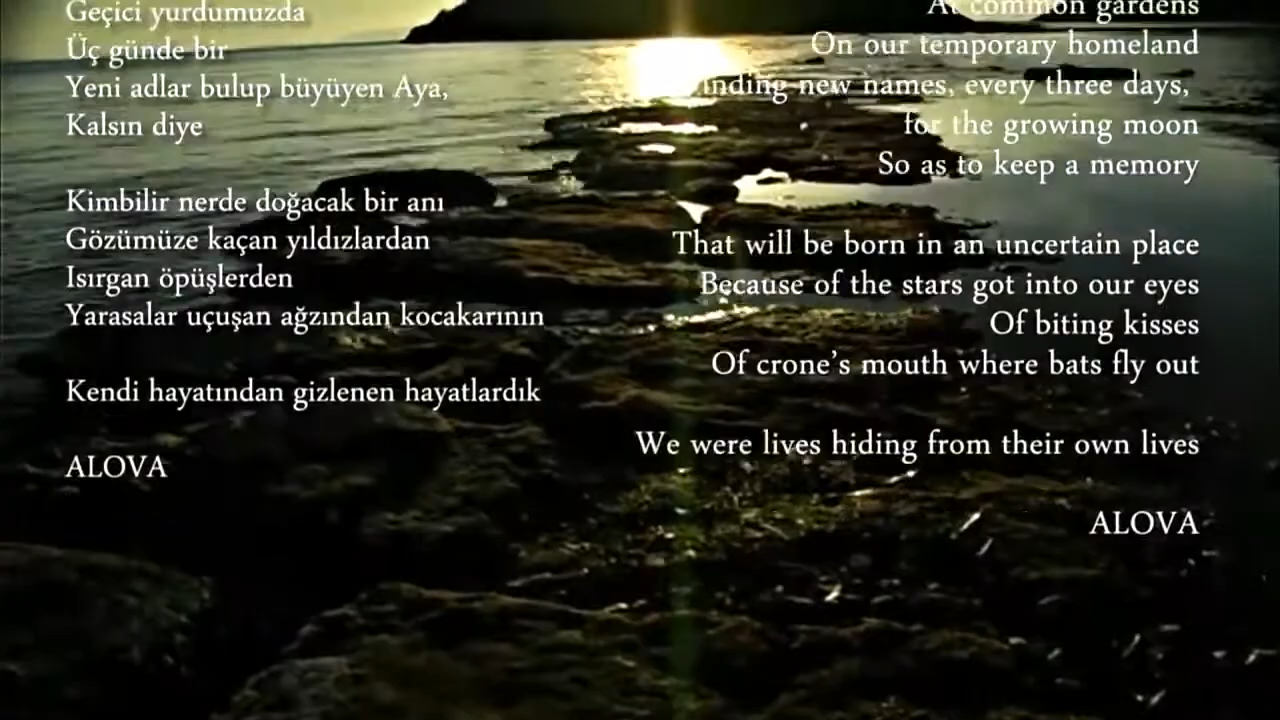 Geçici yurdumuzda
Üç günde bir
Yeni adlar bulup büyüyen Aya,
Kalsın diye
Kimbilir nerde doğacak bir anı
Gözümüze kaçan yıldızlardan
Isırgan öpüşlerden
Yarasalar uçuşan ağzından kocakarının
Kendi hayatından gizlenen hayatlardık
ALOVA
At common gardens
On our temporary homeland
inding new names, every three days,
for the growing moon
So as to keep a memory
That will be born in an uncertain place
Because of the stars got into our eyes
Of biting kisses
Of crone's mouth where bats fly out
We were lives hiding from their own lives
ALOVA